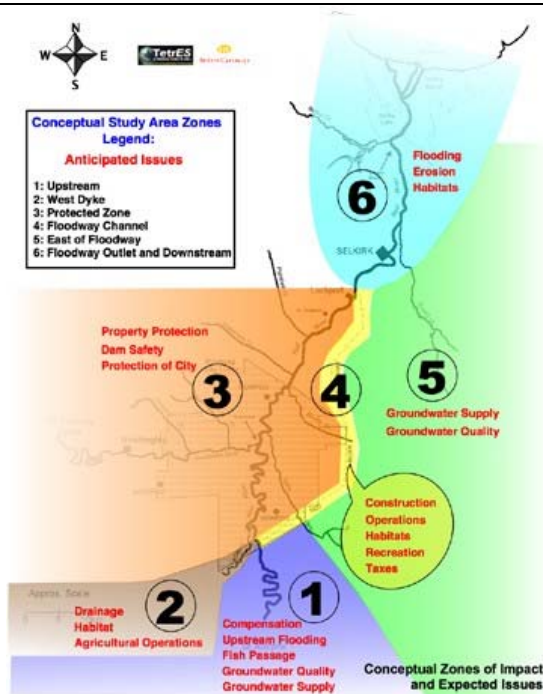 N
W E
S
TetrES
Conceptual Study Area Zones
Legend:
Anticipated Issues
1: Upstream
2: West Dyke
3: Protected Zone
4: Floodway Channel
5: East of Floodway
6: Floodway Outlet and Downstream
Flooding
Erosion
Habitats
6
SELKIRK
Lockport
Property Protection
Dam Safety
Protection of City
3
4
5
Groundwater Supply
Groundwater Quality
Construction
Operations
Habitats
Recreation
Taxes
Approx. Scale
2
Drainage
Habitat
Agricultural Operations
1
Compensation
Upstream Flooding
Fish Passage
Groundwater Quality
Groundwater Supply
Conceptual Zones of Impact
and Expected Issues